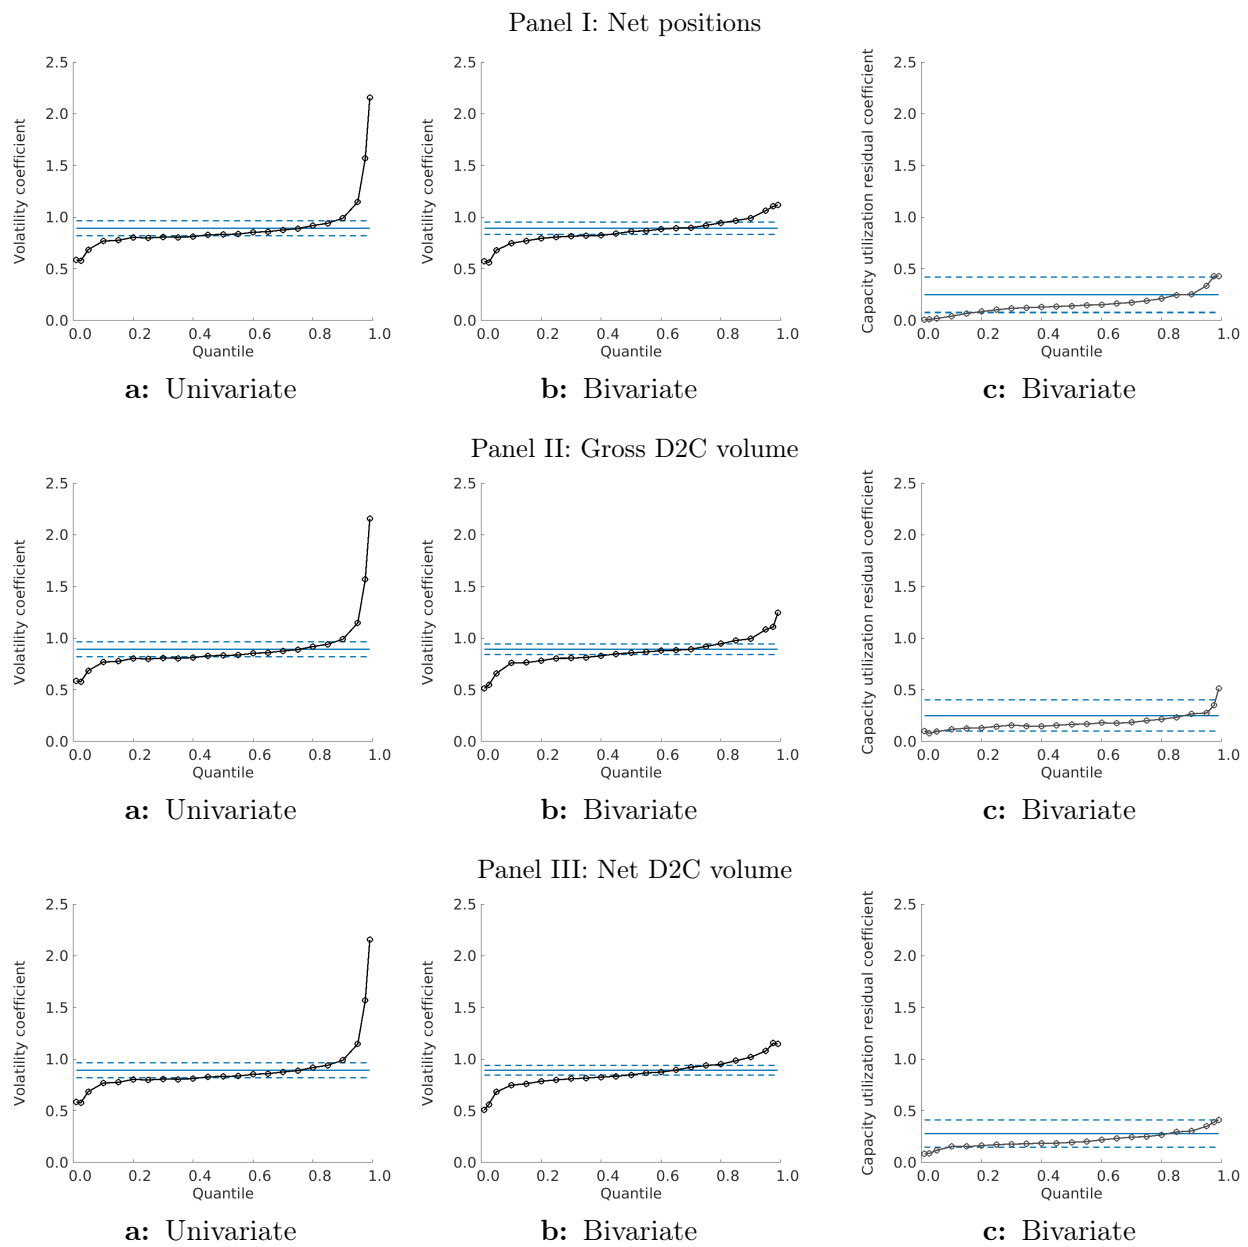 Panel I: Net positions
Volatility coefficient
2.5
2.0
1.5
1.0
0.5
0.0
0.0 0.2 0.4 0.6 0.8 1.0
Quantile
a: Univariate
Volatility coefficient
2.5
2.0
1.5
1.0
0.5
0.0
0.0 0.2 0.4 0.6 0.8 1.0
Quantile
b: Bivariate
Capacity utilization residual coefficient
2.5
2.0
1.5
1.0
0.5
0.0
0.0 0.2 0.4 0.6 0.8 1.0
Quantile
c: Bivariate
Panel II: Gross D2C volume
Volatility coefficient
2.5
2.0
1.5
1.0
0.5
0.0
0.0 0.2 0.4 0.6 0.8 1.0
Quantile
a: Univariate
Volatility coefficient
2.5
2.0
1.5
1.0
0.5
0.0
0.0 0.2 0.4 0.6 0.8 1.0
Quantile
b: Bivariate
Capacity utilization residual coefficient
2.5
2.0
1.5
1.0
0.5
0.0
0.0 0.2 0.4 0.6 0.8 1.0
Quantile
c: Bivariate
Panel III: Net D2C volume
Volatility coefficient
2.5
2.0
1.5
1.0
0.5
0.0
0.0 0.2 0.4 0.6 0.8 1.0
Quantile
a: Univariate
Volatility coefficient
2.5
2.0
1.5
1.0
0.5
0.0
0.0 0.2 0.4 0.6 0.8 1.0
Quantile
b: Bivariate
Capacity utilization residual coefficient
2.5
2.0
1.5
1.0
0.5
0.0
0.0 0.2 0.4 0.6 0.8 1.0
Quantile
c: Bivariate